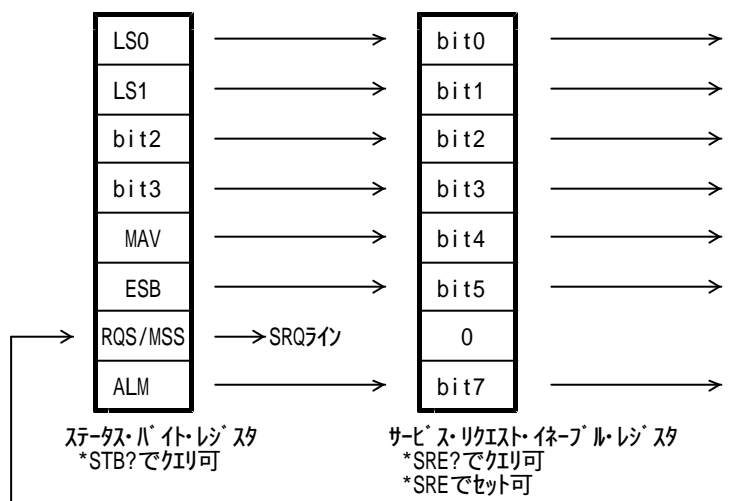 LS0 bit0
LS1 bit1
bit2 bit2
bit3 bit3
MAV bit4
ESB bit5
RQS/MSS SRQﾗｲﾝ 0
ALM bit7
ｽﾃｰﾀｽ･ﾊﾞｲﾄ･ﾚｼﾞｽﾀ ｻｰﾋﾞｽ･ﾘｸｴｽﾄ･ｲﾈｰﾌﾞﾙ･ﾚｼﾞｽﾀ
*STB?でｸｴﾘ可 *SRE?でｸｴﾘ可
*SREでｾｯﾄ可